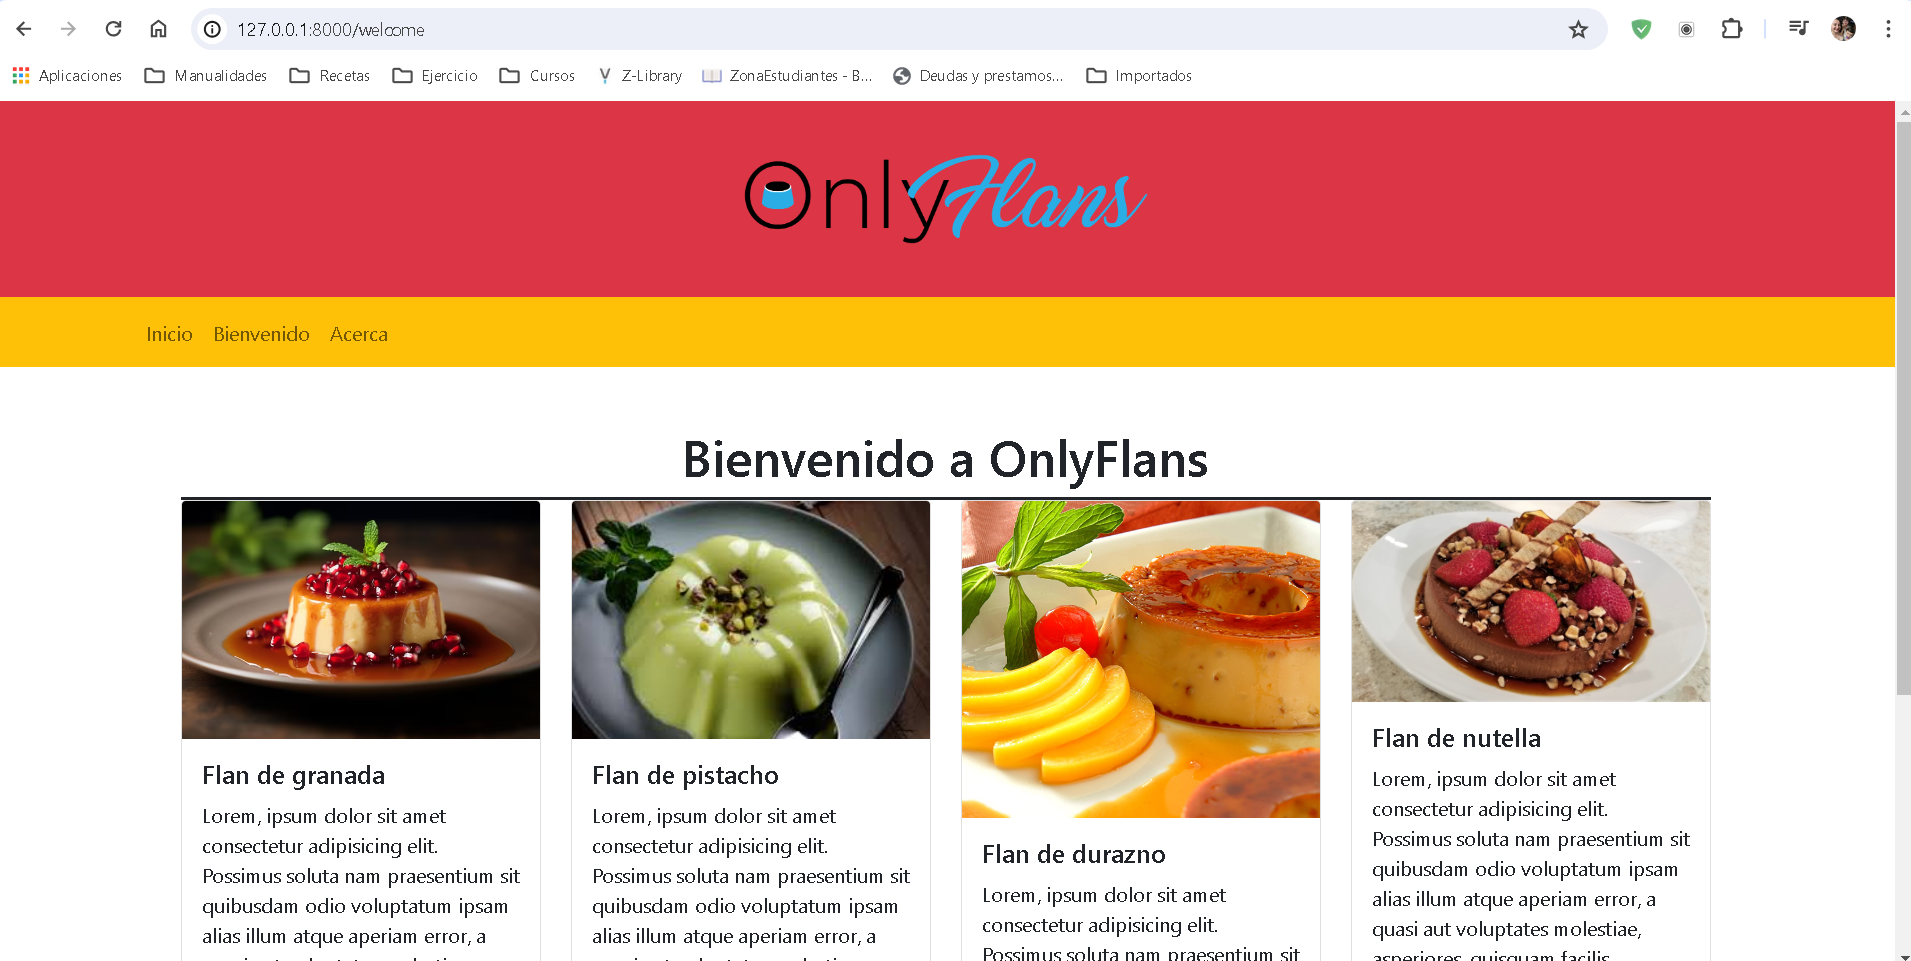 127.0.0.1:8000/welcome
Aplicaciones Manualidades Recetas Ejercicio Cursos Z-Library ZonaEstudiantes - B... Deudas y prestamos... Importados
OnlyFlans
Inicio Bienvenido Acerca
Bienvenido a OnlyFlans
Flan de granada
Lorem, ipsum dolor sit amet
consectetur adipisicing elit.
Possimus soluta nam praesentium sit
quibusdam odio voluptatum ipsam
alias illum atque aperiam error, a
Flan de pistacho
Lorem, ipsum dolor sit amet
consectetur adipisicing elit.
Possimus soluta nam praesentium sit
quibusdam odio voluptatum ipsam
alias illum atque aperiam error, a
Flan de durazno
Lorem, ipsum dolor sit amet
consectetur adipisicing elit.
Possimus soluta nam praesentium sit
Flan de nutella
Lorem, ipsum dolor sit amet
consectetur adipisicing elit.
Possimus soluta nam praesentium sit
quibusdam odio voluptatum ipsam
alias illum atque aperiam error, a
quasi aut voluptates molestiae,
asperiores, quisquam facilis